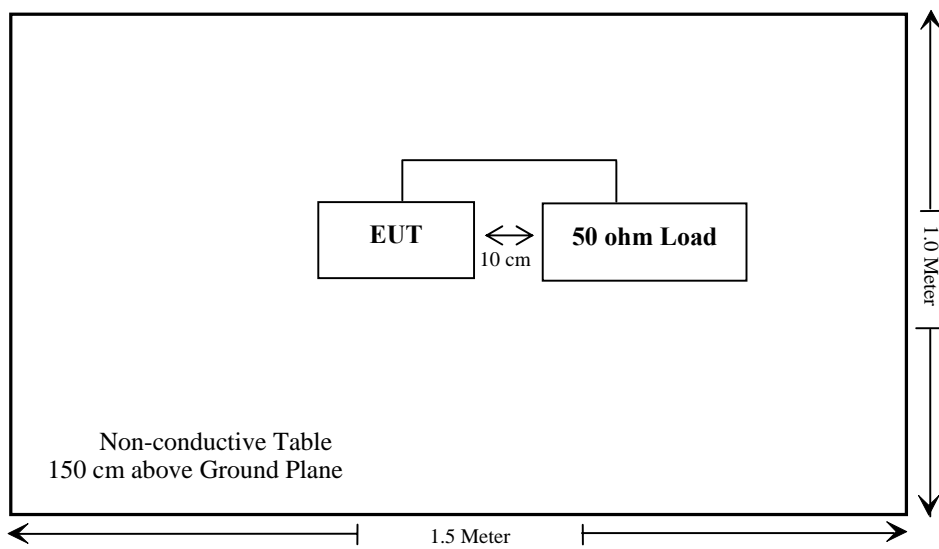 EUT
50 ohm Load
10 cm
1.0 Meter
Non-conductive Table
150 cm above Ground Plane
1.5 Meter